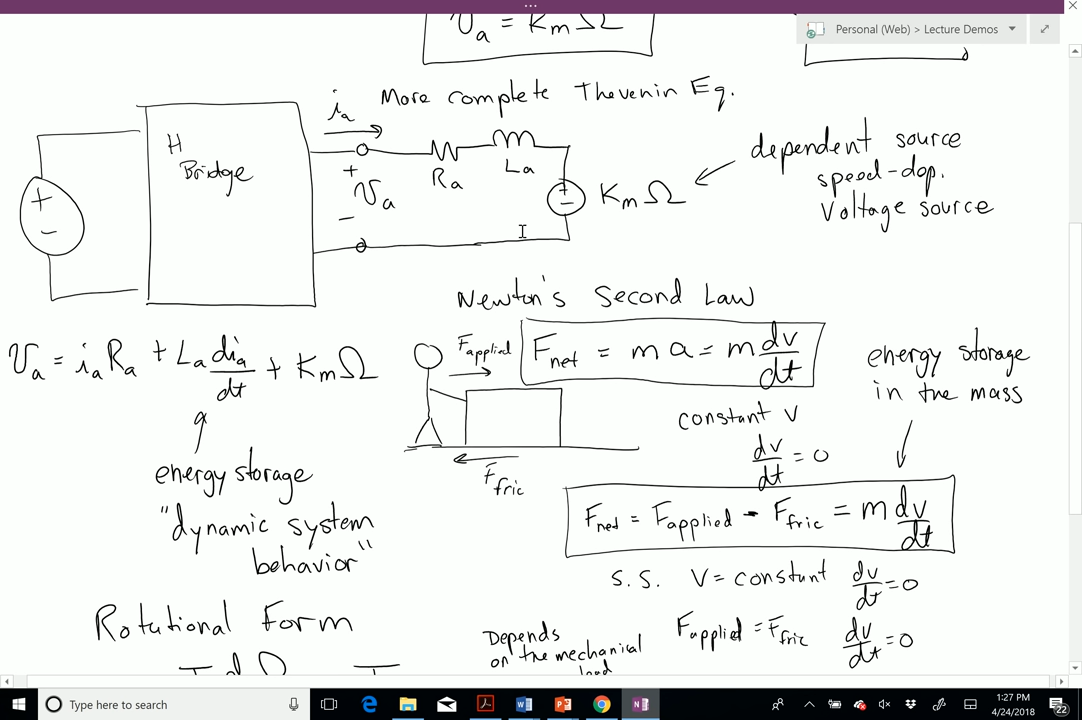 Personal (Web) > Lecture Demos
Va = KmΩ
More complete Thevenin Eq.
ia
H
Bridge
+
Va
-
Ra
La
+
-
KmΩ
dependent source
speed-dep.
Voltage source
+
-
Newton's Second Law
Va = iaRa + La dia/dt + KmΩ
Fapplied
Fnet = ma = m dv/dt
energy storage
in the mass
constant v
dv/dt = 0
Ffric
energy storage
"dynamic system
behavior"
Fnet = Fapplied - Ffric = m dv/dt
S.S. V = constant dv/dt = 0
Fapplied = Ffric dv/dt = 0
Rotational Form
Depends
on the mechanical
load
Type here to search
1:27 PM
4/24/2018
22